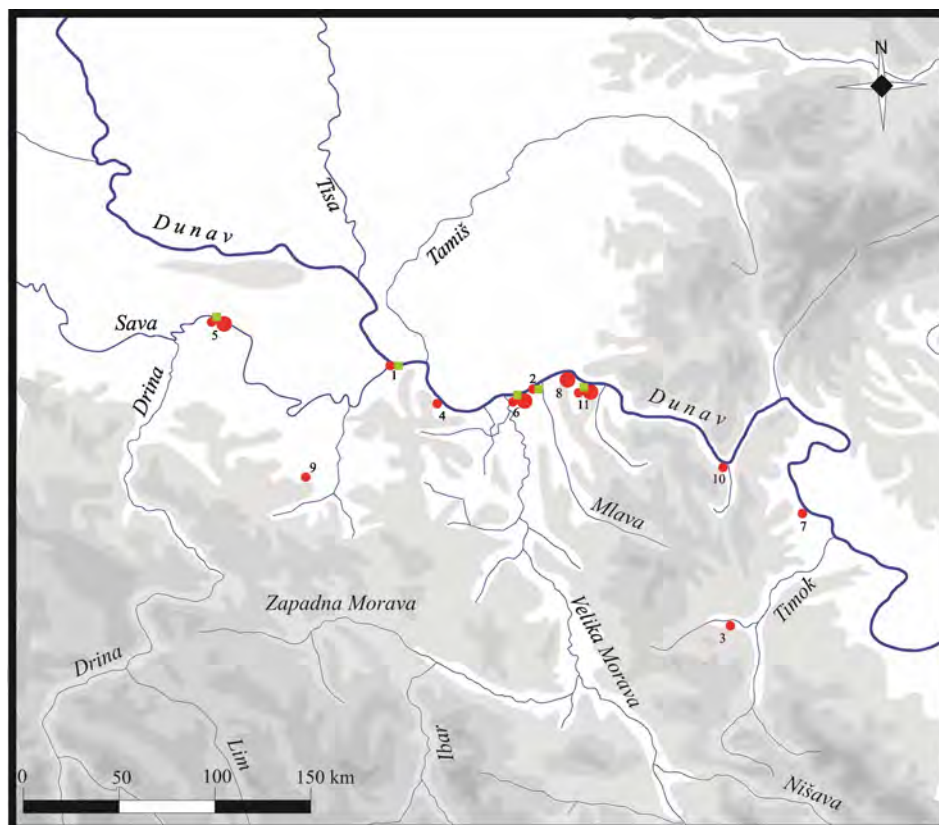 N
Tisa
Dunav
Tamiš
Sava
5
1
2
8
11
Drina
4
6
Dunav
9
10
Mlava
7
Zapadna Morava
Velika Morava
Timok
3
Drina
Lim
Ibar
Nišava
0 50 100 150 km